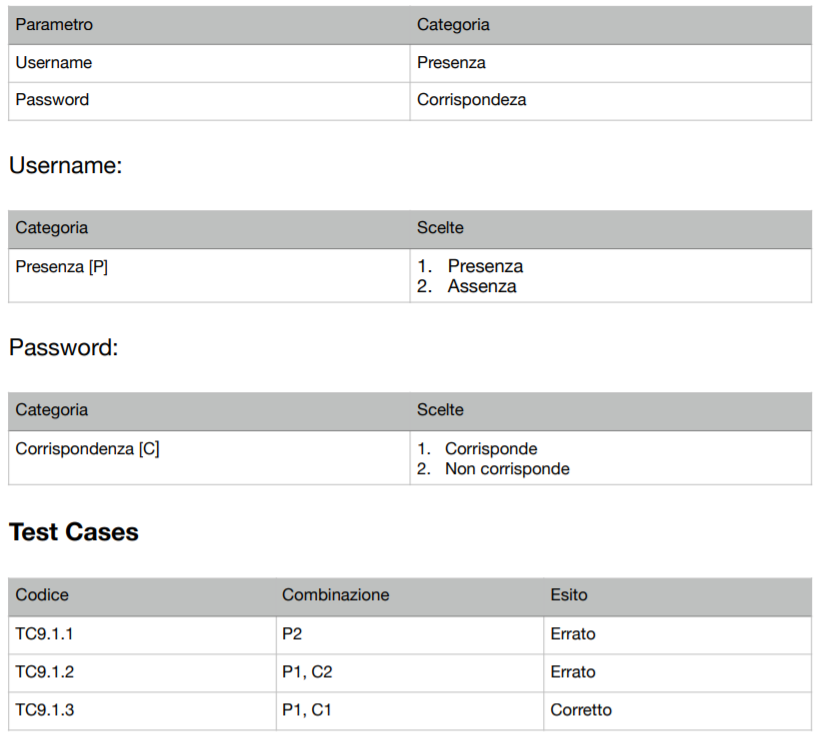 Parametro Categoria
Username Presenza
Password Corrispondeza
Username:
Categoria Scelte
Presenza [P] 1. Presenza
2. Assenza
Password:
Categoria Scelte
Corrispondenza [C] 1. Corrisponde
2. Non corrisponde
Test Cases
Codice Combinazione Esito
TC9.1.1 P2 Errato
TC9.1.2 P1, C2 Errato
TC9.1.3 P1, C1 Corretto